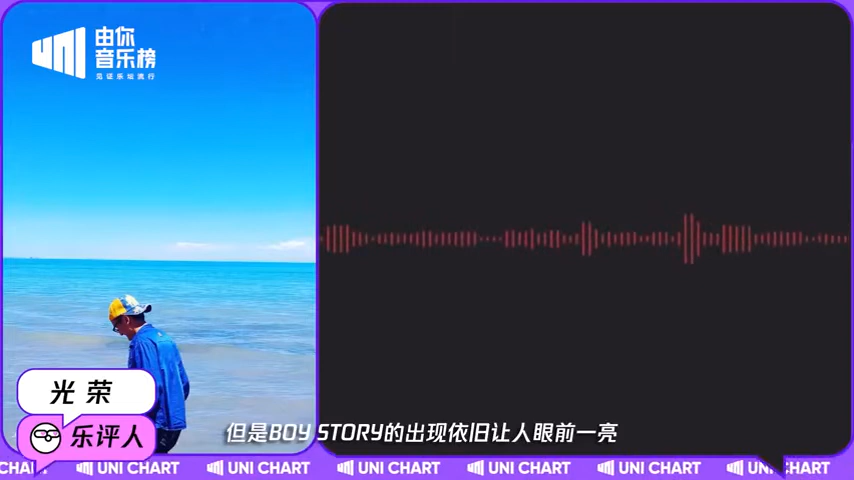 UNI
由你
音乐榜
见证乐坛流行
光荣
乐评人
但是BOY STORY的出现依旧让人眼前一亮
CHART UNI CHART UNI CHART UNI CHART UNI CHART UNI CHART UNI CHART